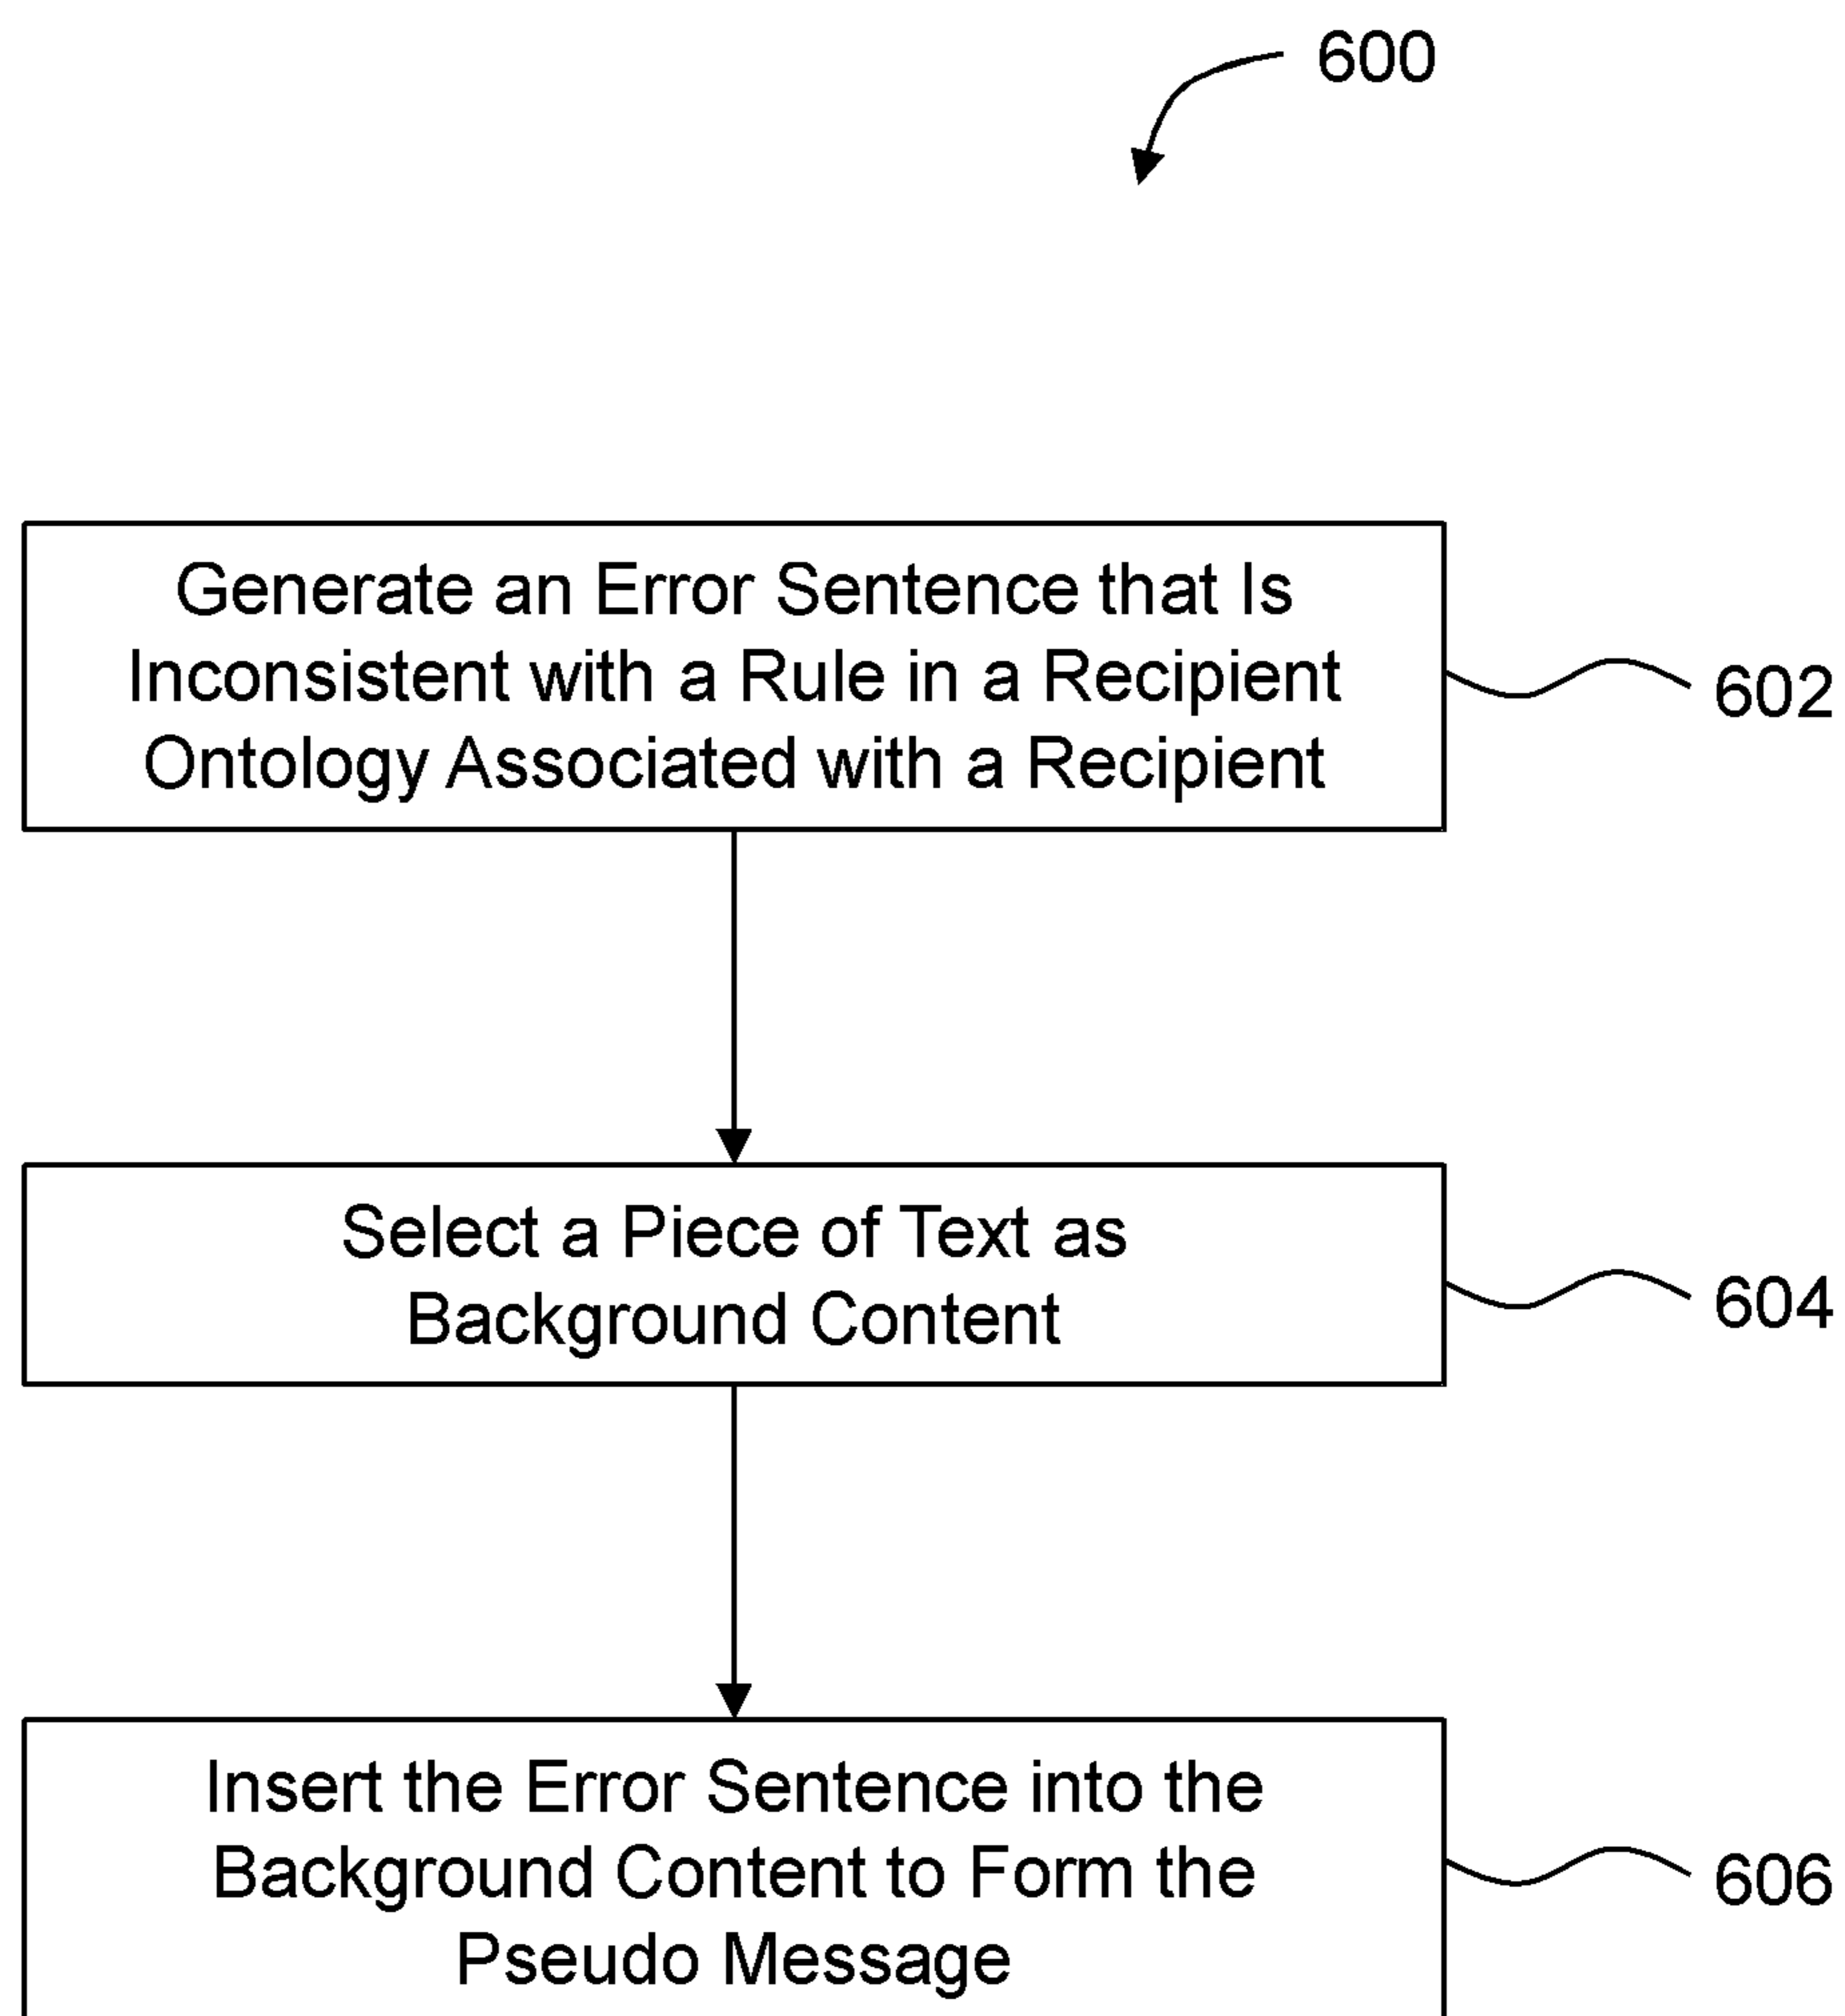 600
Generate an Error Sentence that Is
Inconsistent with a Rule in a Recipient
Ontology Associated with a Recipient
602
Select a Piece of Text as
Background Content
604
Insert the Error Sentence into the
Background Content to Form the
Pseudo Message
606